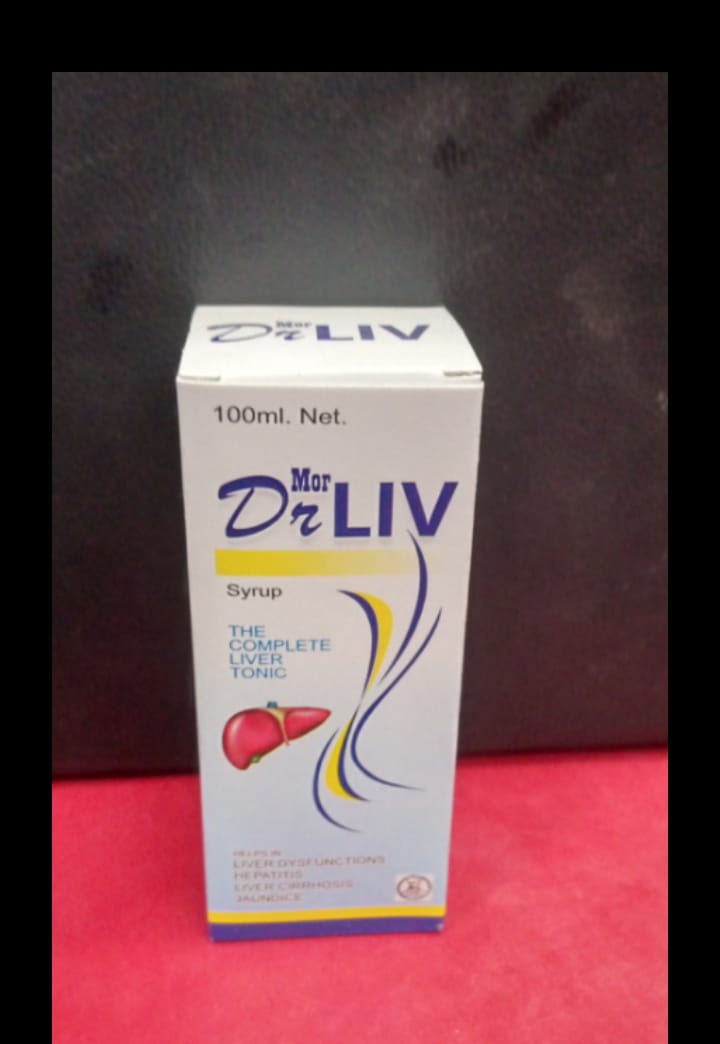 Mor
Dr LIV
100ml. Net.
Mor
Dr LIV
Syrup
THE
COMPLETE
LIVER
TONIC
HELPS IN
LIVER DYSFUNCTIONS
HEPATITIS
LIVER CIRRHOSIS
JAUNDICE